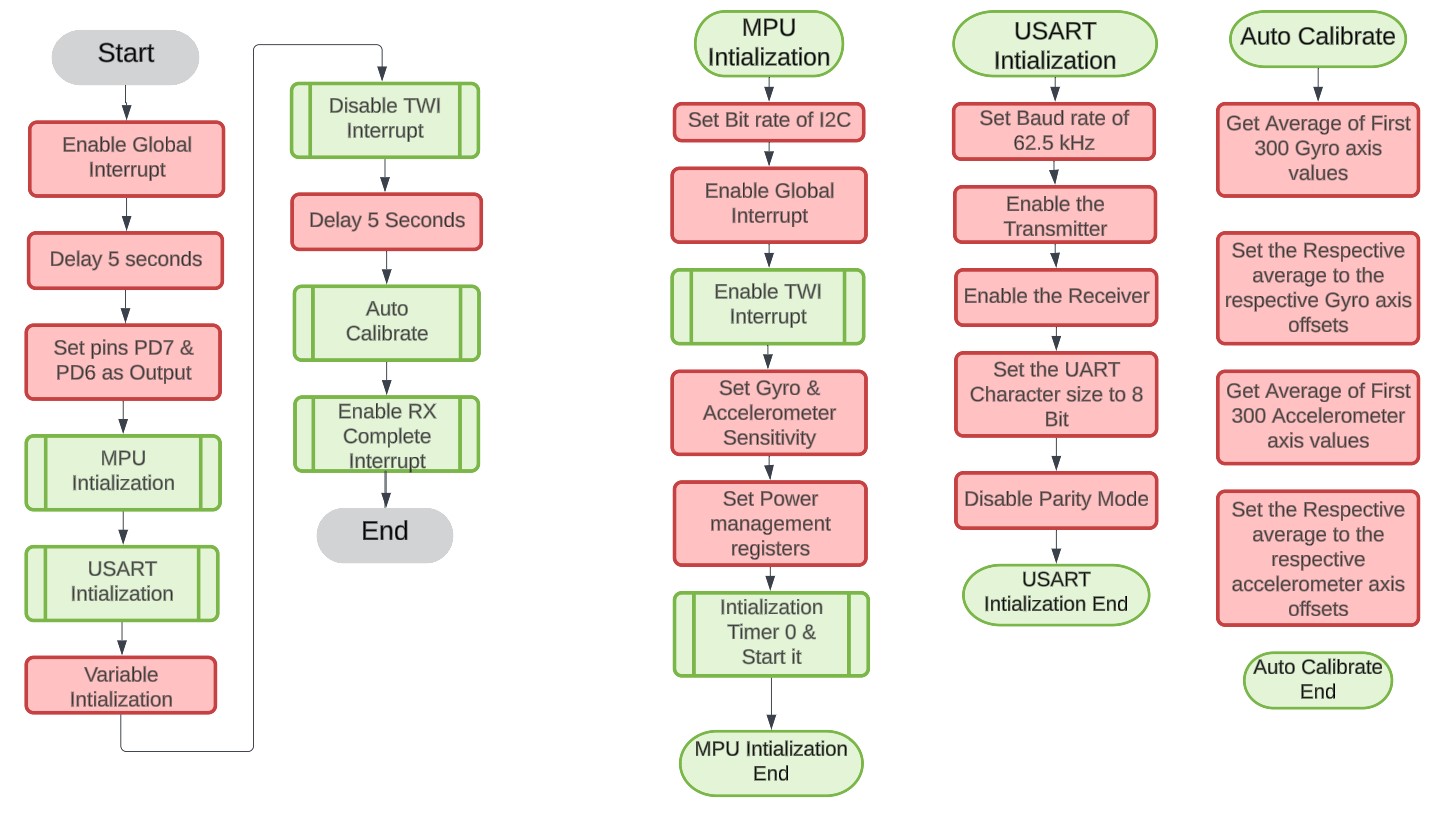 Start
Enable Global
Interrupt
Delay 5 seconds
Set pins PD7 &
PD6 as Output
MPU
Intialization
USART
Intialization
Variable
Intialization
Disable TWI
Interrupt
Delay 5 Seconds
Auto
Calibrate
Enable RX
Complete
Interrupt
End
MPU
Intialization
Set Bit rate of I2C
Enable Global
Interrupt
Enable TWI
Interrupt
Set Gyro &
Accelerometer
Sensitivity
Set Power
management
registers
Intialization
Timer 0 &
Start it
MPU Intialization
End
USART
Intialization
Set Baud rate of
62.5 kHz
Enable the
Transmitter
Enable the Receiver
Set the UART
Character size to 8
Bit
Disable Parity Mode
USART
Intialization End
Auto Calibrate
Get Average of First
300 Gyro axis
values
Set the Respective
average to the
respective Gyro axis
offsets
Get Average of First
300 Accelerometer
axis values
Set the Respective
average to the
respective
accelerometer axis
offsets
Auto Calibrate
End